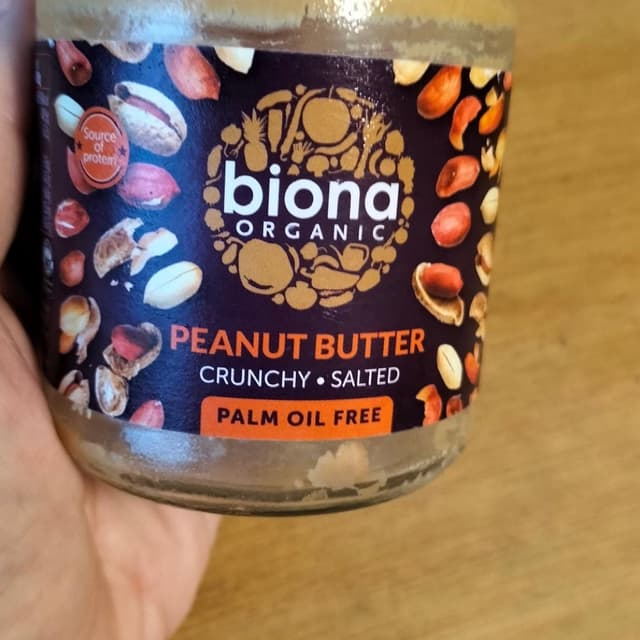 Source
of
protein
biona
ORGANIC
PEANUT BUTTER
CRUNCHY • SALTED
PALM OIL FREE